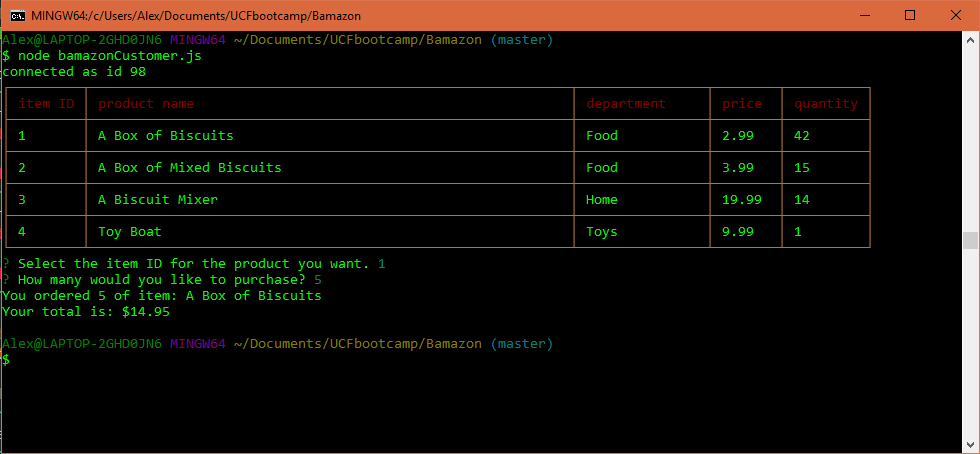 MINGW64:/c/Users/Alex/Documents/UCFbootcamp/Bamazon
Alex@LAPTOP-2GHD0JN6 MINGW64 ~/Documents/UCFbootcamp/Bamazon (master)
$ node bamazonCustomer.js
connected as id 98
item ID product name department price quantity
1 A Box of Biscuits Food 2.99 42
2 A Box of Mixed Biscuits Food 3.99 15
3 A Biscuit Mixer Home 19.99 14
4 Toy Boat Toys 9.99 1
? Select the item ID for the product you want. 1
? How many would you like to purchase? 5
You ordered 5 of item: A Box of Biscuits
Your total is: $14.95
Alex@LAPTOP-2GHD0JN6 MINGW64 ~/Documents/UCFbootcamp/Bamazon (master)
$